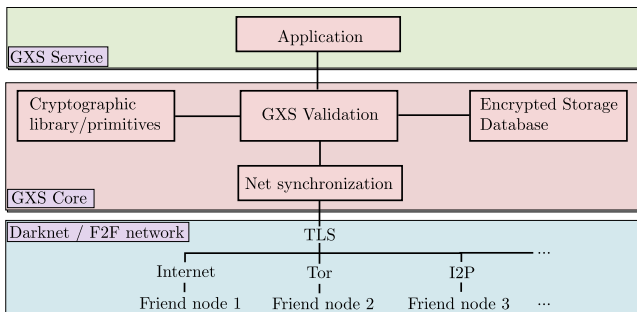 Application
GXS Service
Cryptographic
library/primitives
GXS Validation
Encrypted Storage
Database
Net synchronization
GXS Core
Darknet / F2F network
TLS
...
Internet
Tor
I2P
Friend node 1
Friend node 2
Friend node 3
...